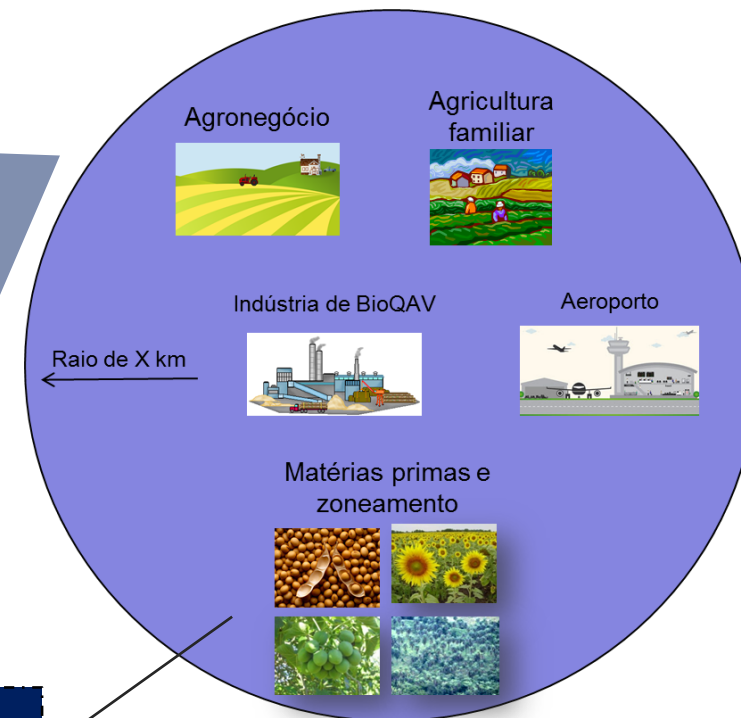 Agronegócio
Agricultura
familiar
Indústria de BioQAV
Aeroporto
Raio de X km
Matérias primas e
zoneamento